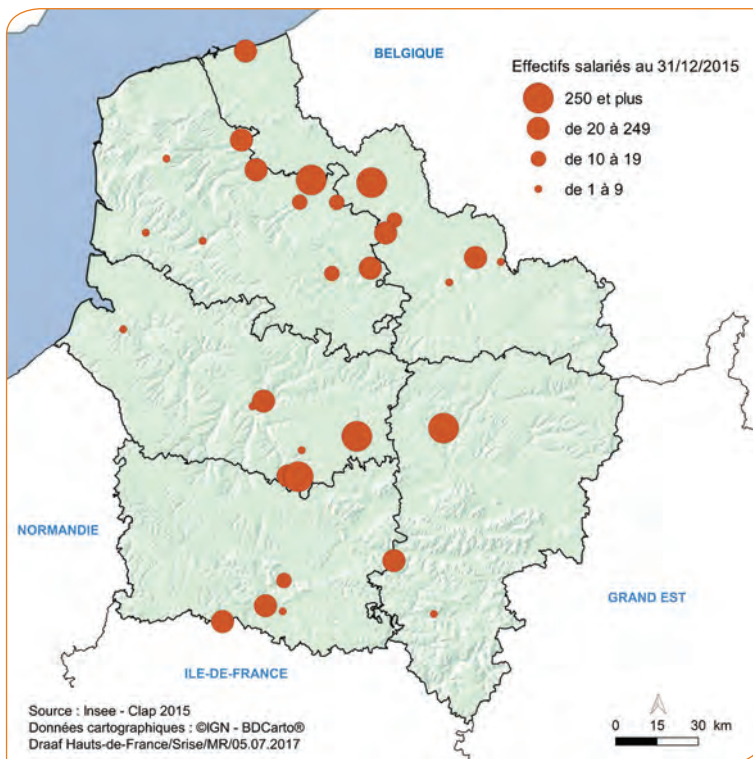 BELGIQUE
Effectifs salariés au 31/12/2015
250 et plus
de 20 à 249
de 10 à 19
de 1 à 9
NORMANDIE
GRAND EST
ILE-DE-FRANCE
Source : Insee - Clap 2015
Données cartographiques : ©IGN - BDCarto®
Draaf Hauts-de-France/Srise/MR/05.07.2017
0 15 30
km